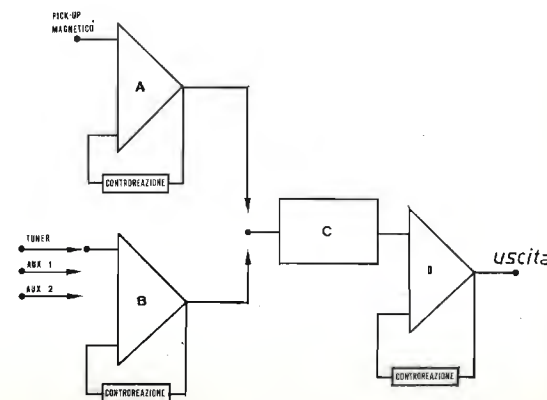 PICK-UP
MAGNETICO
A
CONTROREAZIONE
TUNER
AUX 1
AUX 2
B
CONTROREAZIONE
C
D
uscita
CONTROREAZIONE